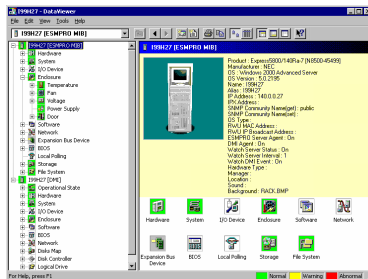 I99H27 - DataViewer
File Edit View Tools Help
I99H27 [ESMPRO MIB]
I99H27 [ESMPRO MIB]
Hardware
System
I/O Device
Enclosure
Temperature
Fan
Voltage
Power Supply
Door
Software
Network
Expansion Bus Device
BIOS
Local Polling
Storage
File System
I99H27 [DMI]
Operational State
Hardware
System
I/O Device
Enclosure
Software
BIOS
Network
Disks Map
Disk Controller
Logical Drive
For Help, press F1
I99H27 [ESMPRO MIB]
Product : Express5800/140Ra-7 [N8500-45499]
Manufacturer : NEC
OS : Windows 2000 Advanced Server
OS Version : 5.0.2195
Name : I99H27
Alias : I99H27
IP Address : 140.0.0.27
IPX Address :
SNMP Community Name(get) : public
SNMP Community Name(set) :
OS Type :
RWU MAC Address :
RWU IP Broadcast Address :
ESMPRO Server Agent : On
DMI Agent : On
Watch Server Status : On
Watch Server Interval : 1
Watch DMI Event : On
Hardware Type :
Manager :
Location :
Sound :
Background : RACK.BMP
Hardware System I/O Device Enclosure Software Network
Expansion Bus Device BIOS Local Polling Storage File System
Normal Warning Abnormal